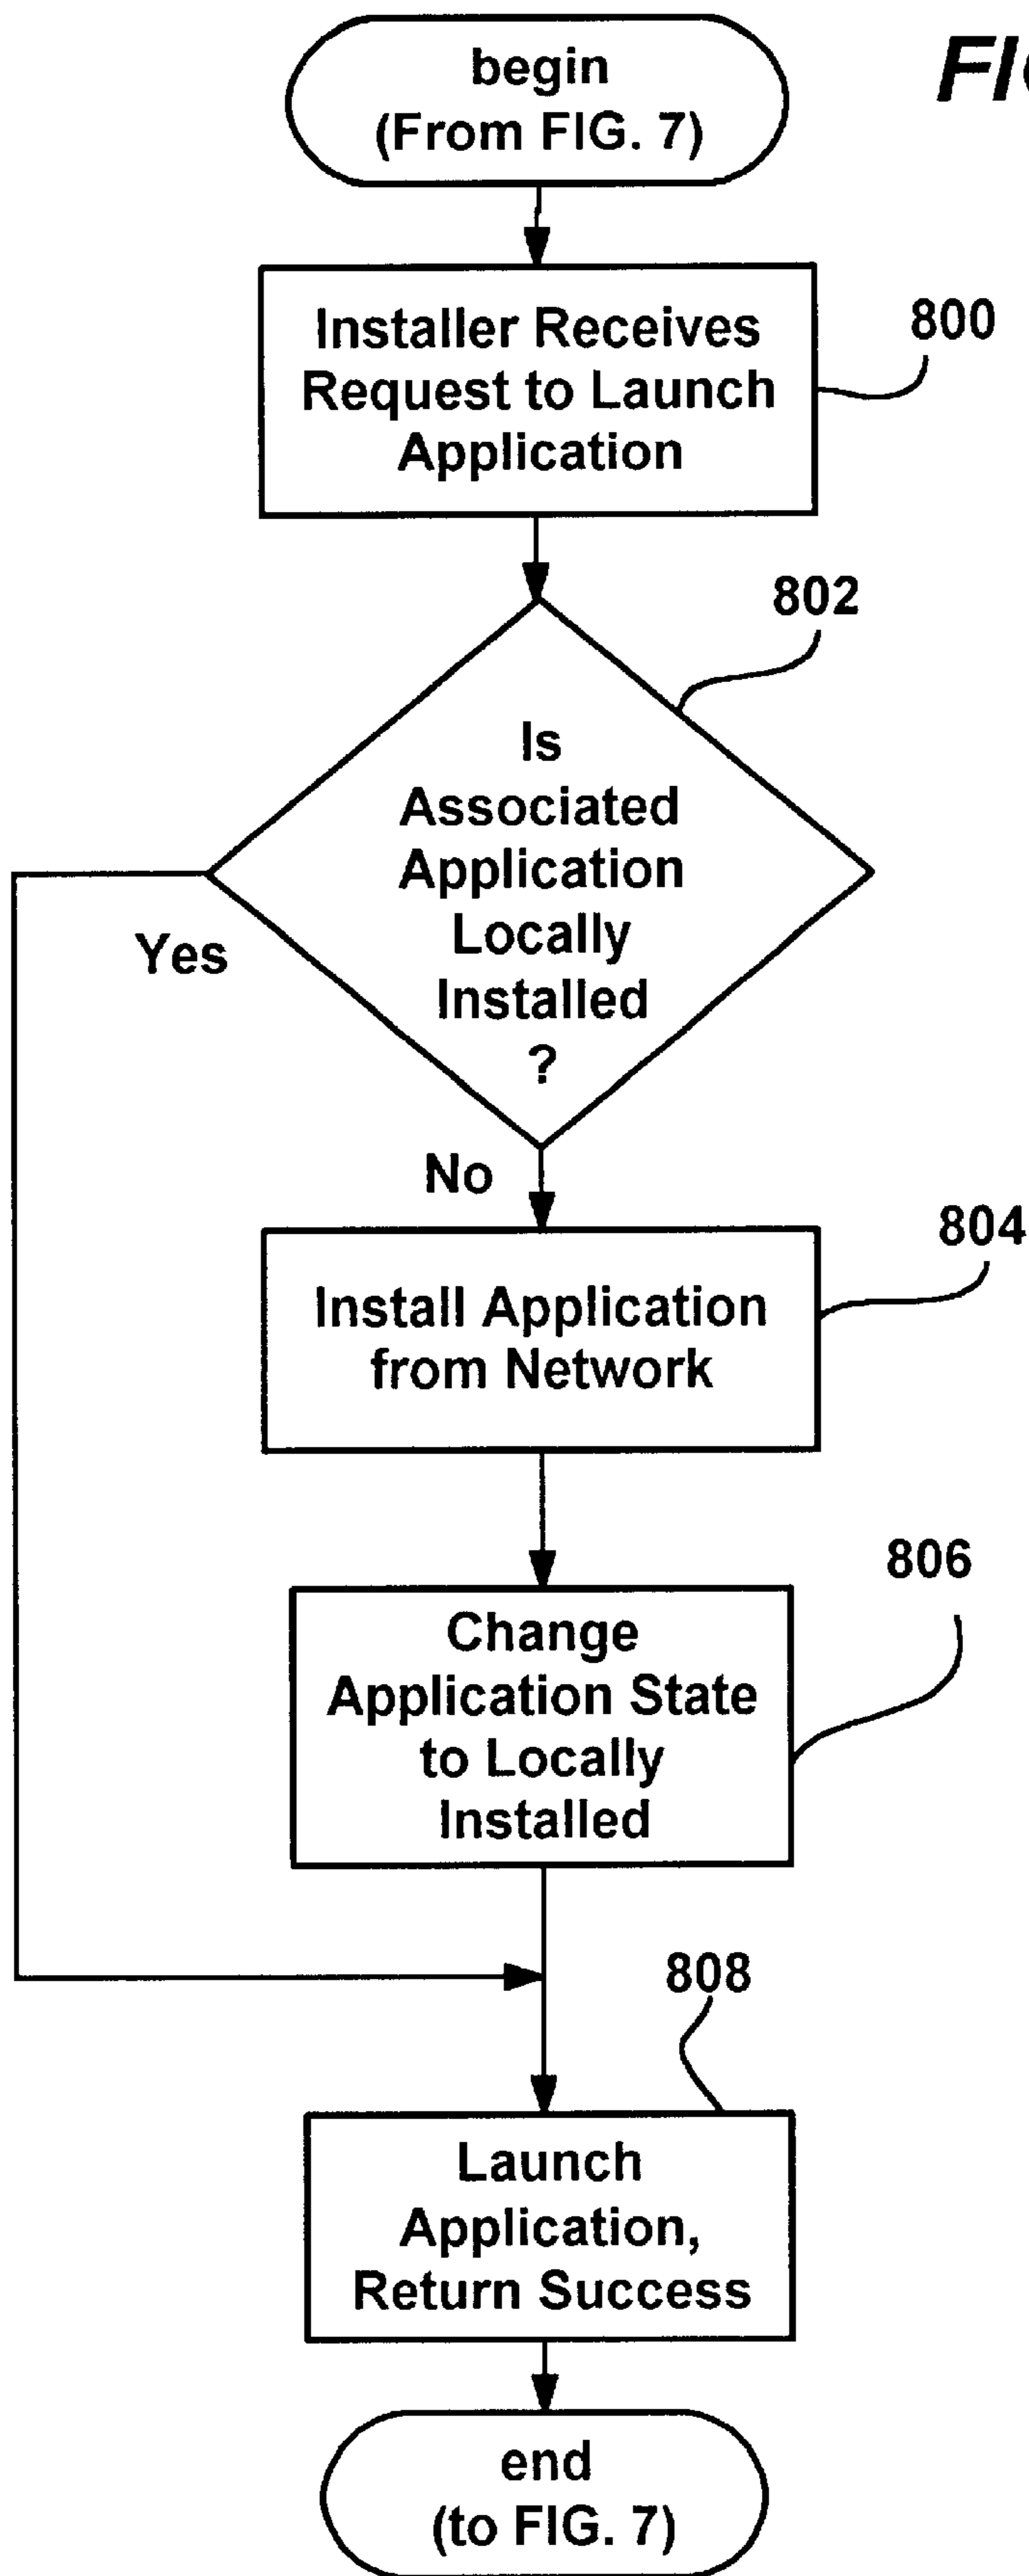 begin
(From FIG. 7)
Installer Receives
Request to Launch
Application
800
802
Is
Associated
Application
Locally
Installed
?
Yes
No
804
Install Application
from Network
806
Change
Application State
to Locally
Installed
808
Launch
Application,
Return Success
end
(to FIG. 7)